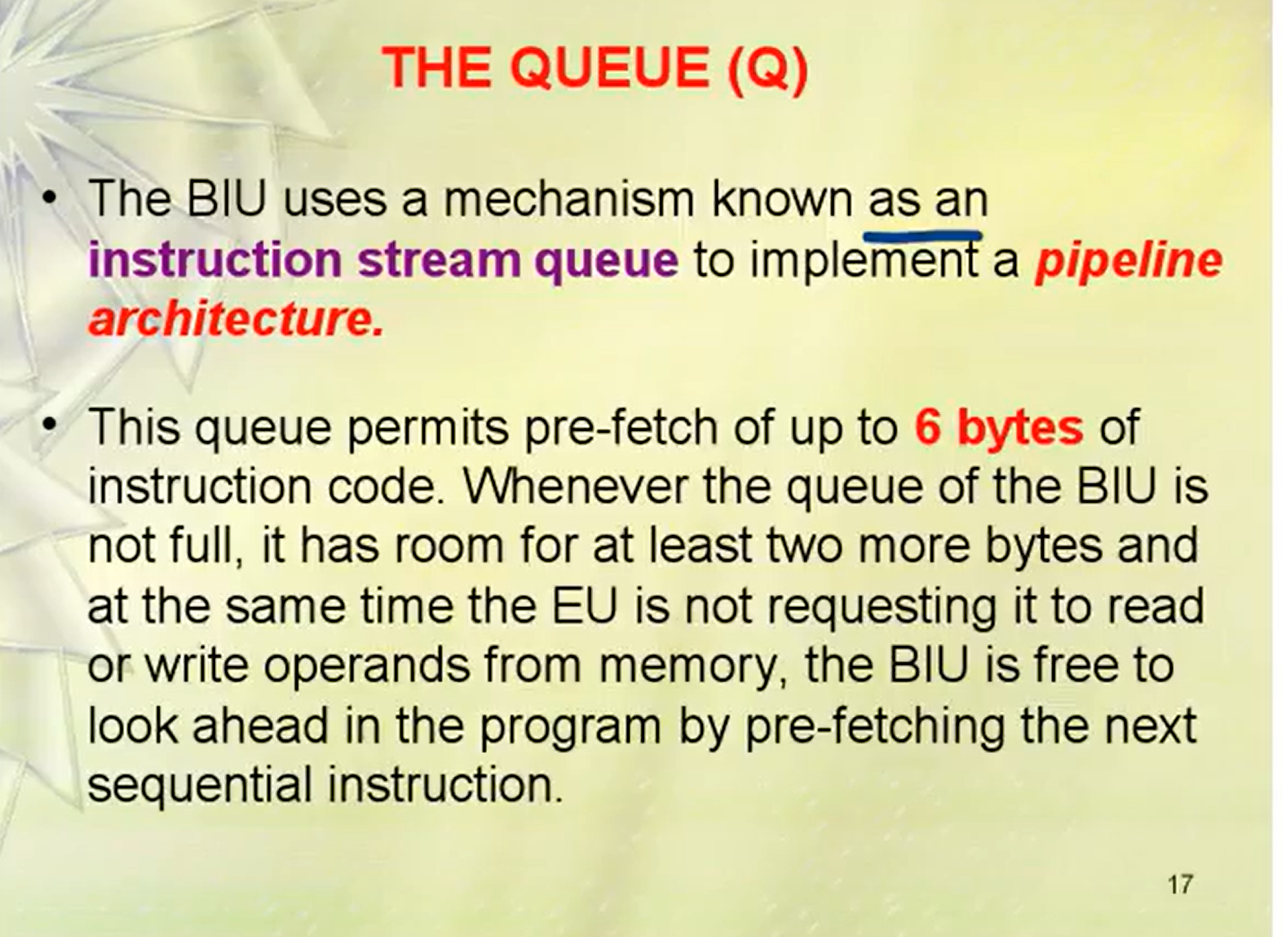 THE QUEUE (Q)
• The BIU uses a mechanism known as an
instruction stream queue to implement a pipeline
architecture.
• This queue permits pre-fetch of up to 6 bytes of
instruction code. Whenever the queue of the BIU is
not full, it has room for at least two more bytes and
at the same time the EU is not requesting it to read
or write operands from memory, the BIU is free to
look ahead in the program by pre-fetching the next
sequential instruction.
17